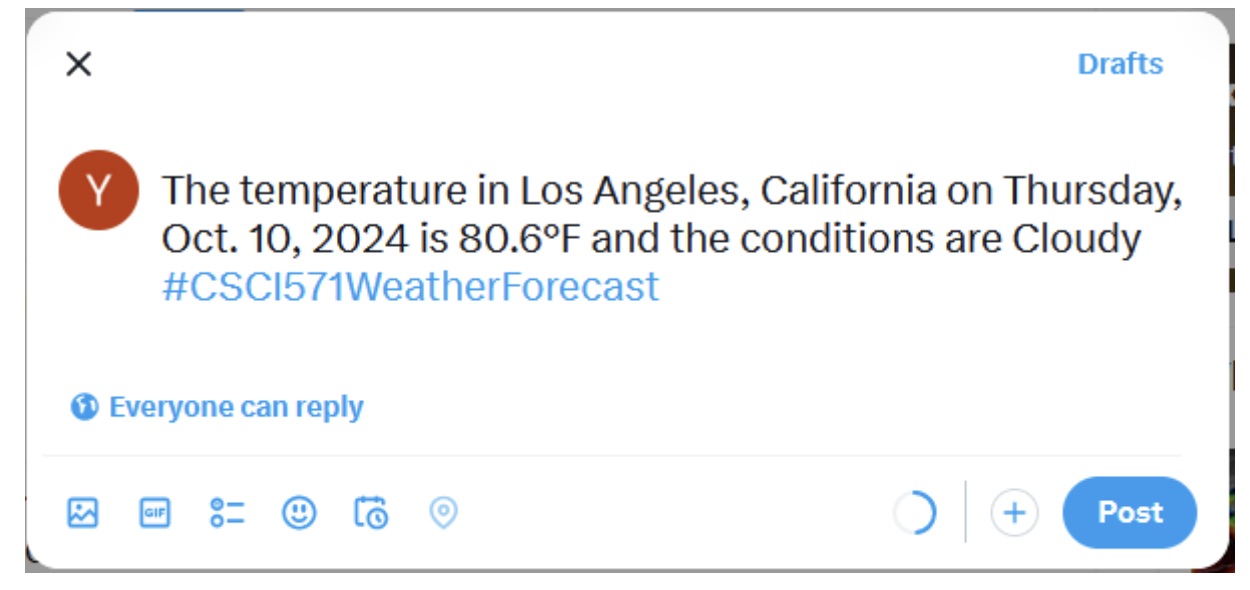 Drafts
Y
The temperature in Los Angeles, California on Thursday,
Oct. 10, 2024 is 80.6°F and the conditions are Cloudy
#CSCI571WeatherForecast
Everyone can reply
GIF
Post